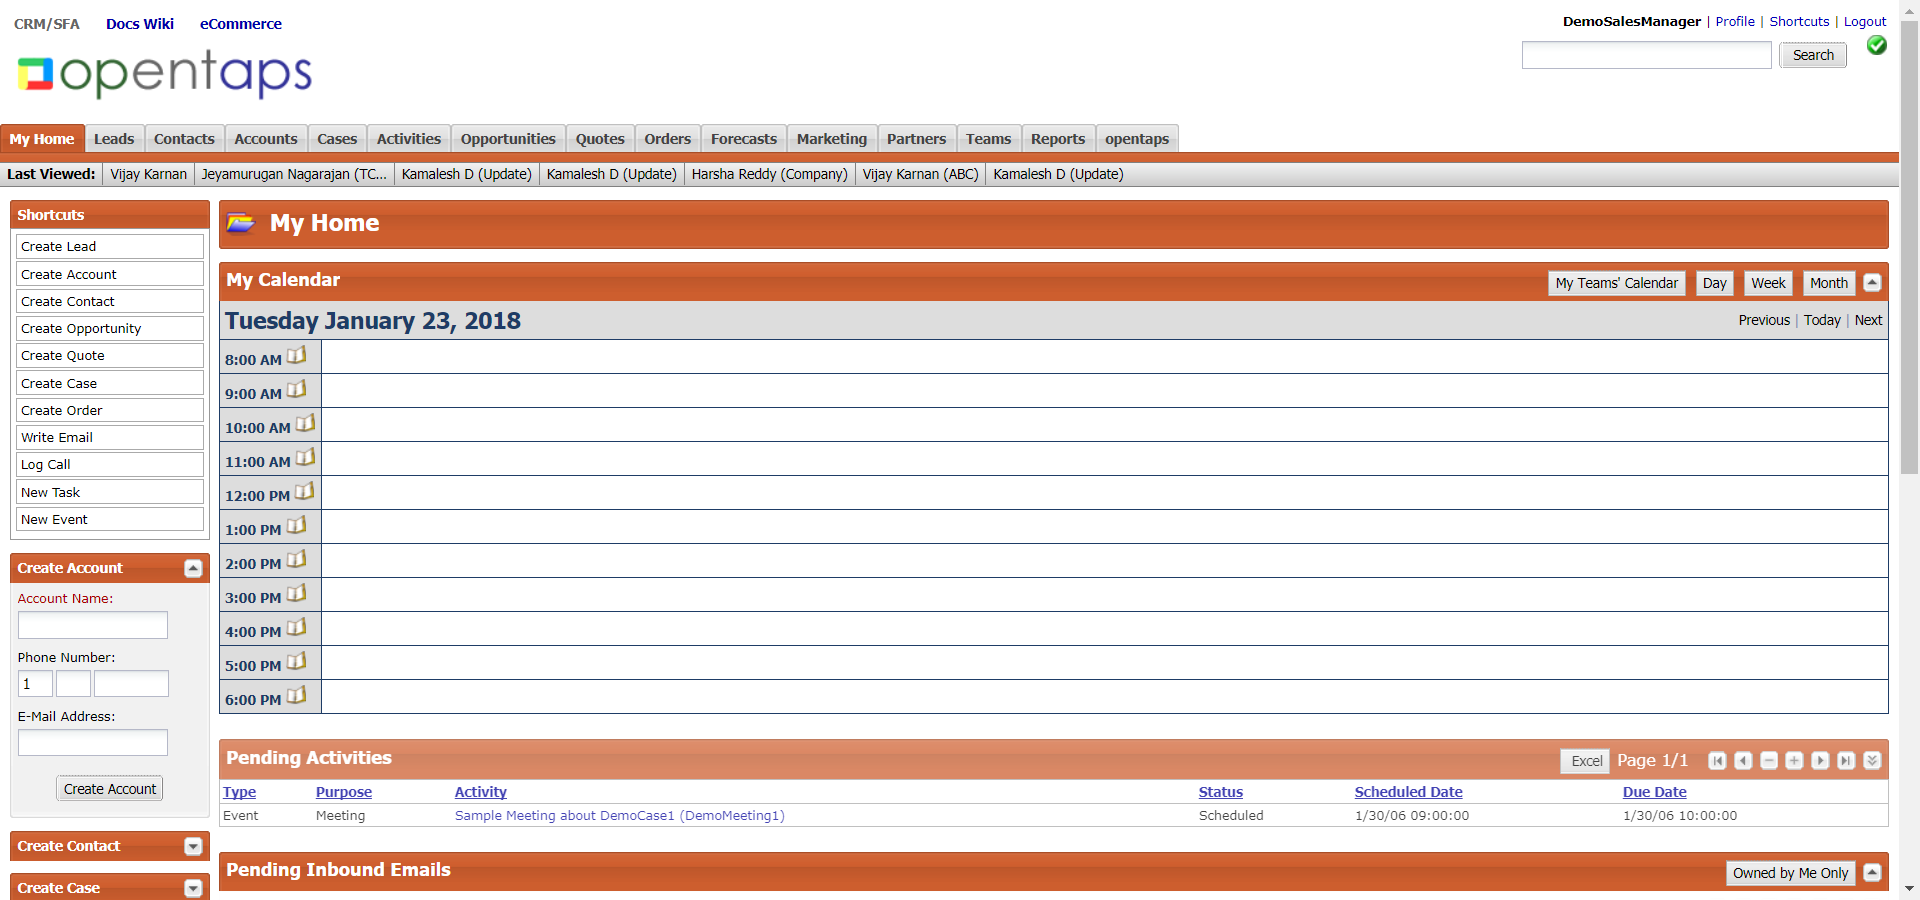 CRM/SFA Docs Wiki eCommerce
DemoSalesManager | Profile | Shortcuts | Logout
Search
opentaps
My Home Leads Contacts Accounts Cases Activities Opportunities Quotes Orders Forecasts Marketing Partners Teams Reports opentaps
Last Viewed: Vijay Karnan Jeyamurugan Nagarajan (TC... Kamalesh D (Update) Kamalesh D (Update) Harsha Reddy (Company) Vijay Karnan (ABC) Kamalesh D (Update)
Shortcuts
Create Lead
Create Account
Create Contact
Create Opportunity
Create Quote
Create Case
Create Order
Write Email
Log Call
New Task
New Event
Create Account
Account Name:
Phone Number:
1
E-Mail Address:
Create Account
Create Contact
Create Case
My Home
My Calendar
My Teams' Calendar Day Week Month
Tuesday January 23, 2018
Previous | Today | Next
8:00 AM
9:00 AM
10:00 AM
11:00 AM
12:00 PM
1:00 PM
2:00 PM
3:00 PM
4:00 PM
5:00 PM
6:00 PM
Pending Activities
Excel Page 1/1
Type Purpose Activity Status Scheduled Date Due Date
Event Meeting Sample Meeting about DemoCase1 (DemoMeeting1) Scheduled 1/30/06 09:00:00 1/30/06 10:00:00
Pending Inbound Emails
Owned by Me Only